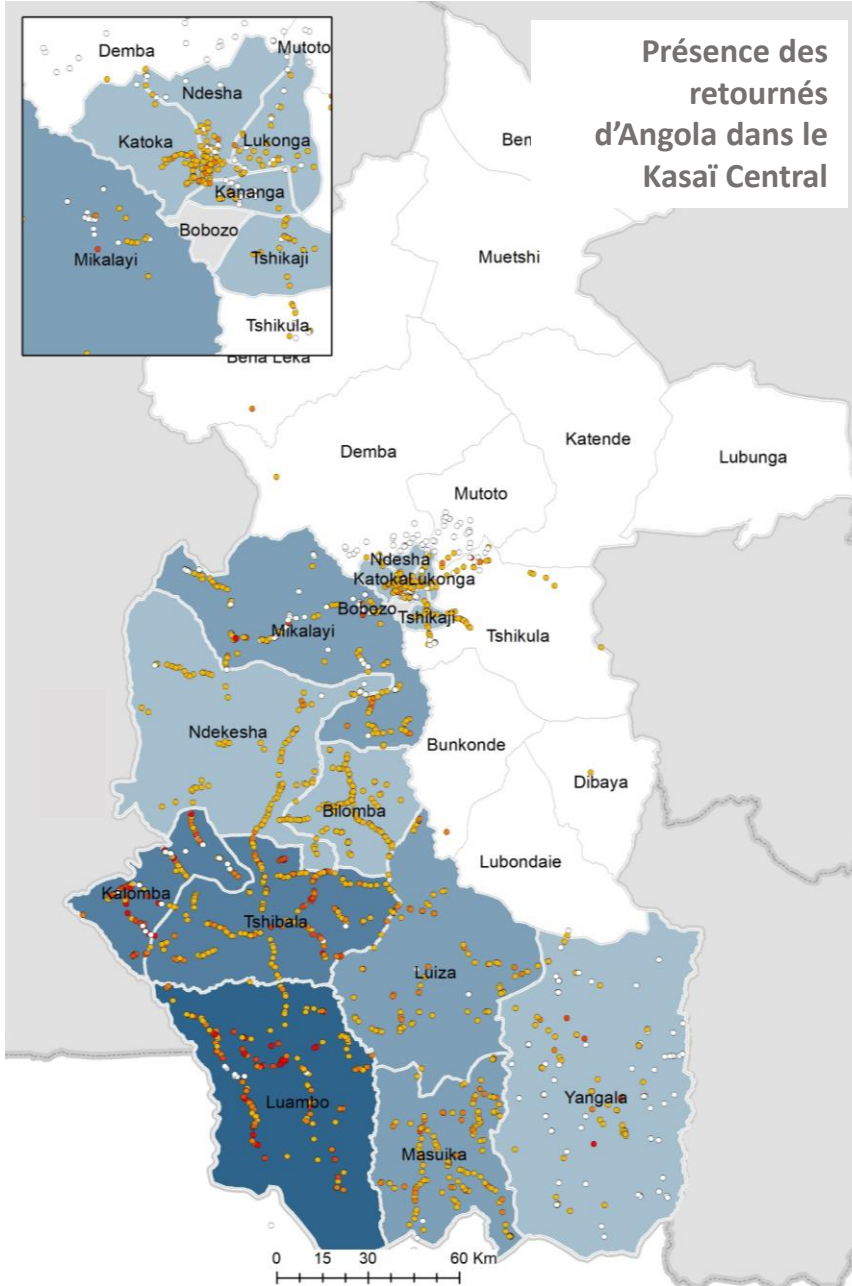 Présence des
retournés
d'Angola dans le
Kasaï Central
Demba
Mutoto
Ndesha
Katoka
Lukonga
Kananga
Bobozo
Mikalayi
Tshikaji
Tshikula
Muetshi
Bena Leka
Katende
Demba
Lubunga
Mutoto
Ndesha
Katoka
Lukonga
Bobozo
Tshikaji
Mikalayi
Tshikula
Ndekesha
Bunkonde
Dibaya
Bilomba
Lubondaie
Kalomba
Tshibala
Luiza
Luambo
Yangala
Masuika
0 15 30 60 Km